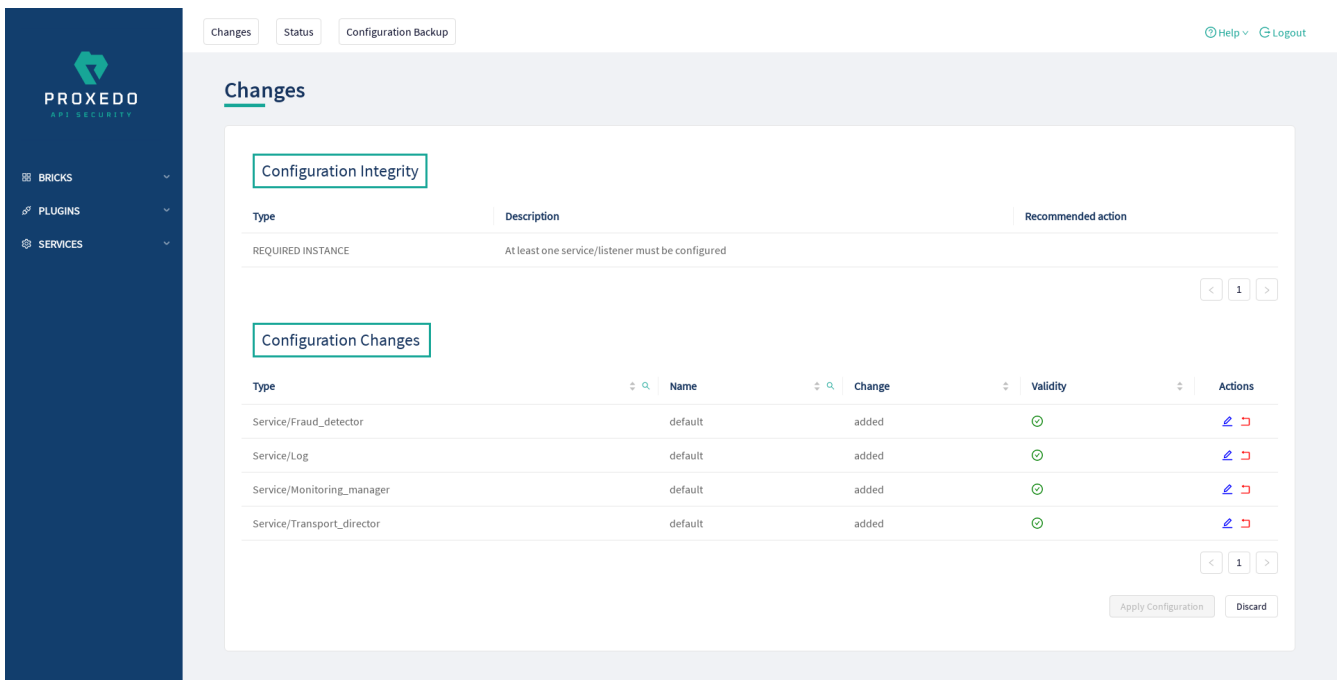 Changes Status Configuration Backup Help Logout
PROXEDO
API SECURITY
BRICKS
PLUGINS
SERVICES
Changes
Configuration Integrity
Type Description Recommended action
REQUIRED INSTANCE At least one service/listener must be configured
< 1 >
Configuration Changes
Type Name Change Validity Actions
Service/Fraud_detector default added
Service/Log default added
Service/Monitoring_manager default added
Service/Transport_director default added
< 1 >
Apply Configuration Discard